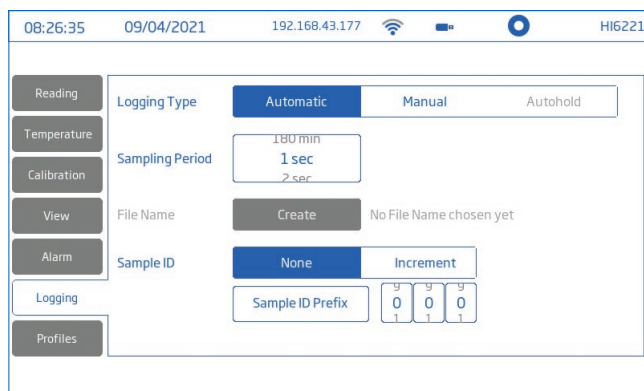 08:26:35 09/04/2021 192.168.43.177 HI6221
Reading
Logging Type Automatic Manual Autohold
Temperature
180 min
Sampling Period 1 sec
2 sec
Calibration
View
File Name Create No File Name chosen yet
Alarm
Sample ID None Increment
Logging
9 9 9
Sample ID Prefix 0 0 0
1 1 1
Profiles